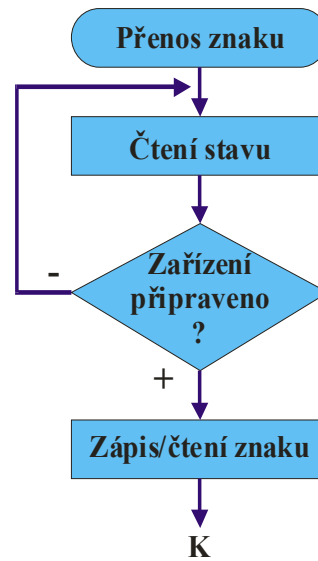 Přenos znaku
Čtení stavu
Zařízení
připraveno
?
-
+
Zápis/čtení znaku
K